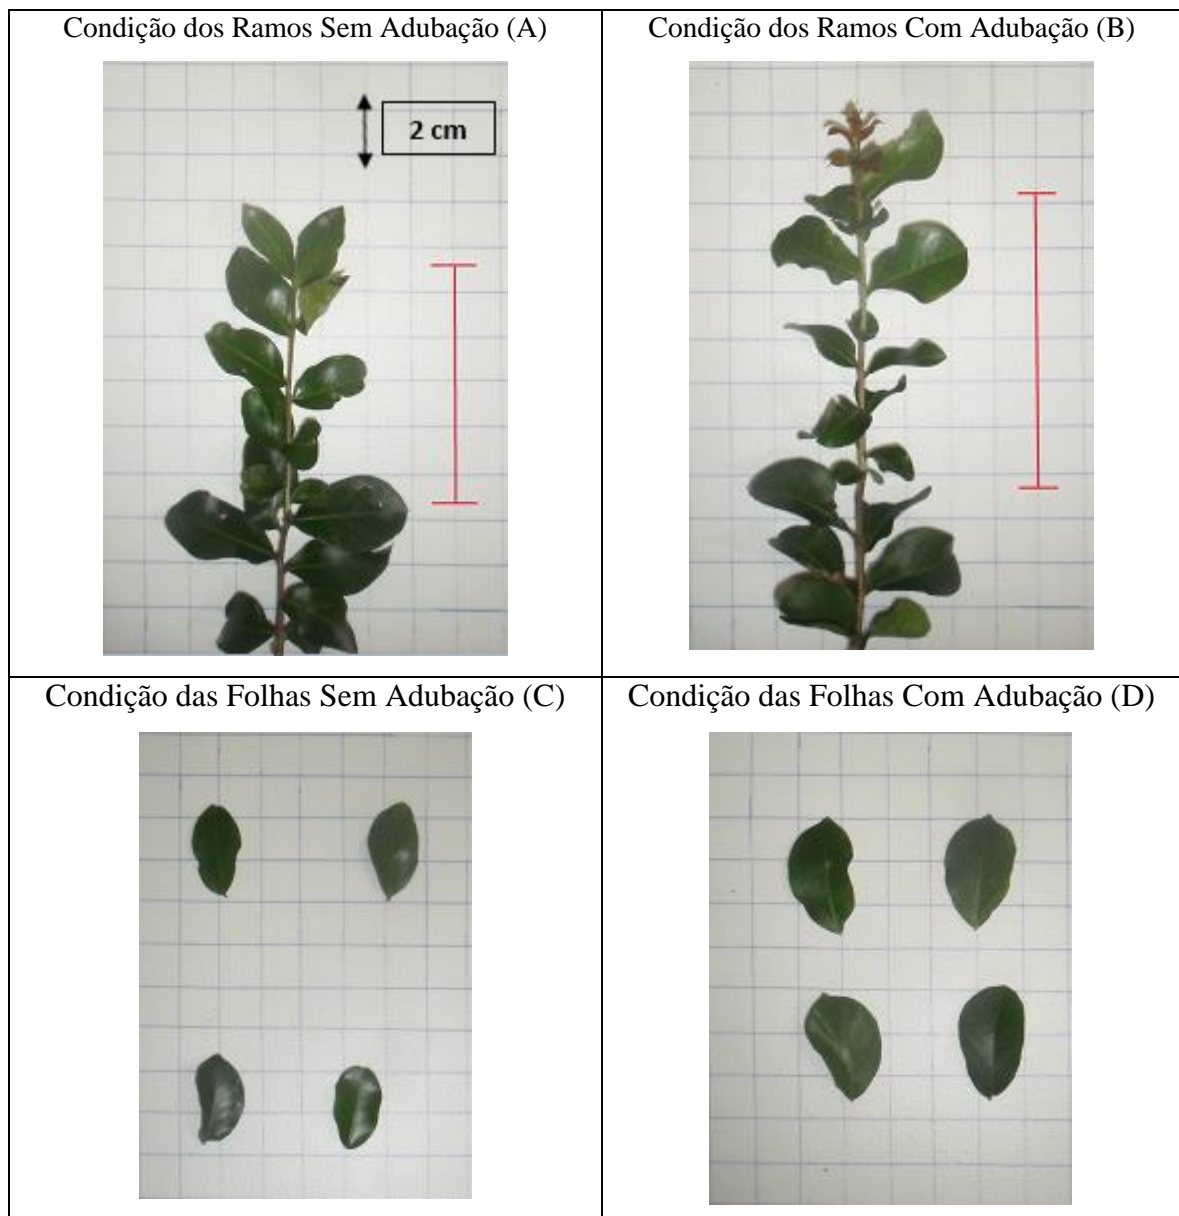 Condição dos Ramos Sem Adubação (A)
Condição dos Ramos Com Adubação (B)
2 cm
Condição das Folhas Sem Adubação (C)
Condição das Folhas Com Adubação (D)